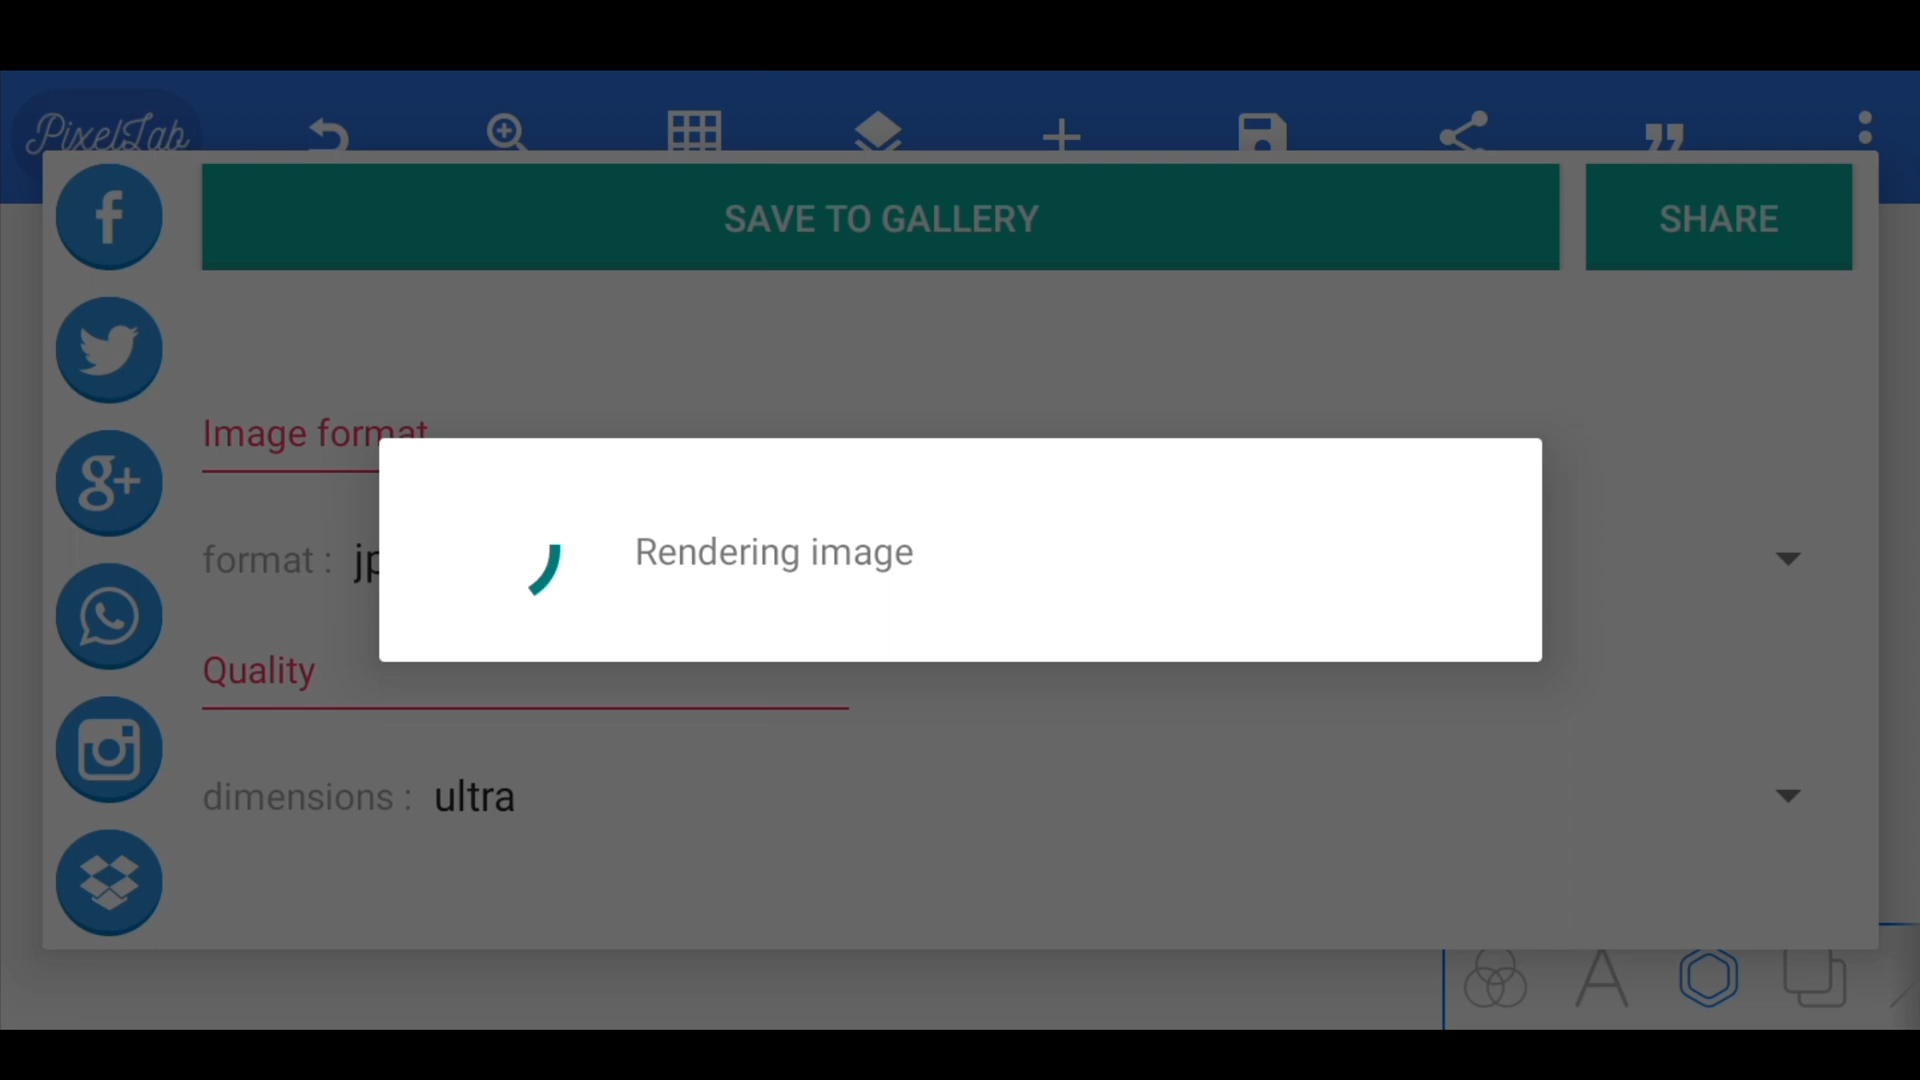 PixelLab
SAVE TO GALLERY
SHARE
Image format
format :
Rendering image
Quality
dimensions : ultra